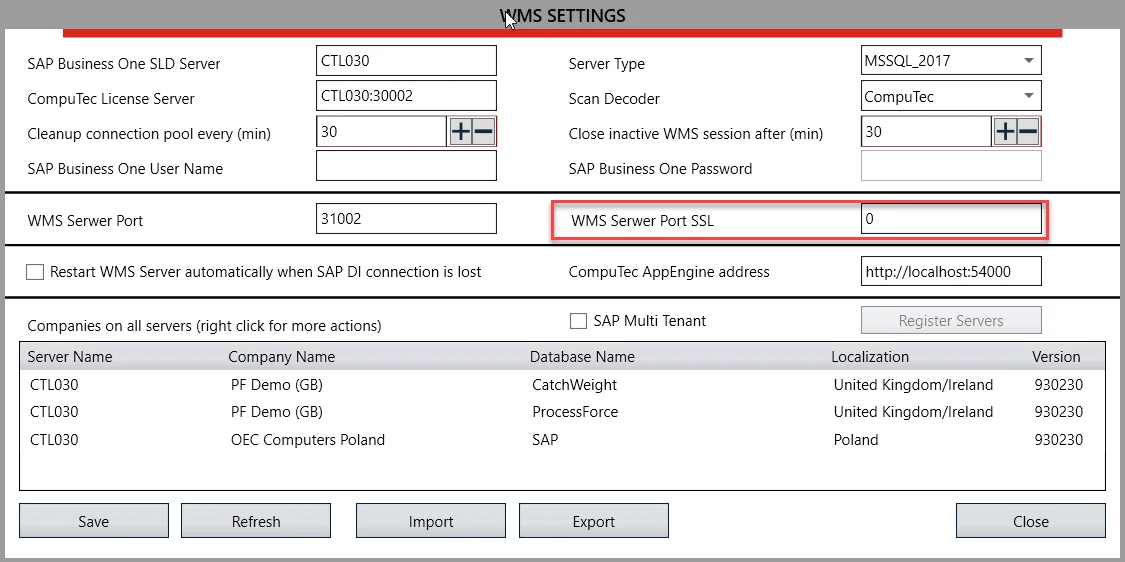 WMS SETTINGS
SAP Business One SLD Server CTL030 Server Type MSSQL_2017
CompuTec License Server CTL030:30002 Scan Decoder CompuTec
Cleanup connection pool every (min) 30 Close inactive WMS session after (min) 30
SAP Business One User Name SAP Business One Password
WMS Serwer Port 31002 WMS Serwer Port SSL 0
Restart WMS Server automatically when SAP DI connection is lost CompuTec AppEngine address http://localhost:54000
Companies on all servers (right click for more actions) SAP Multi Tenant Register Servers
Server Name Company Name Database Name Localization Version
CTL030 PF Demo (GB) CatchWeight United Kingdom/Ireland 930230
CTL030 PF Demo (GB) ProcessForce United Kingdom/Ireland 930230
CTL030 OEC Computers Poland SAP Poland 930230
Save Refresh Import Export Close